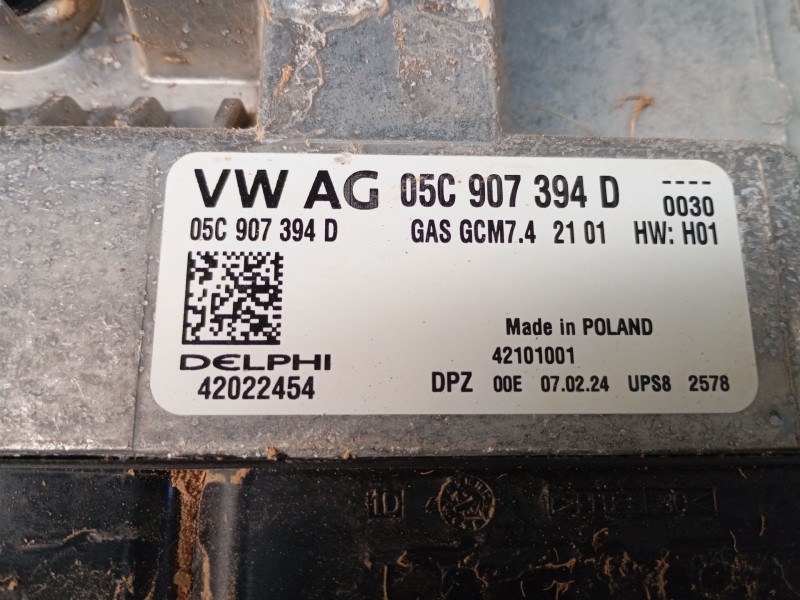 VW AG 05C 907 394 D ---- 0030
05C 907 394 D GAS GCM7.4 21 01 HW: H01
Made in POLAND
DELPHI 42101001
42022454 DPZ 00E 07.02.24 UPS8 2578
1D